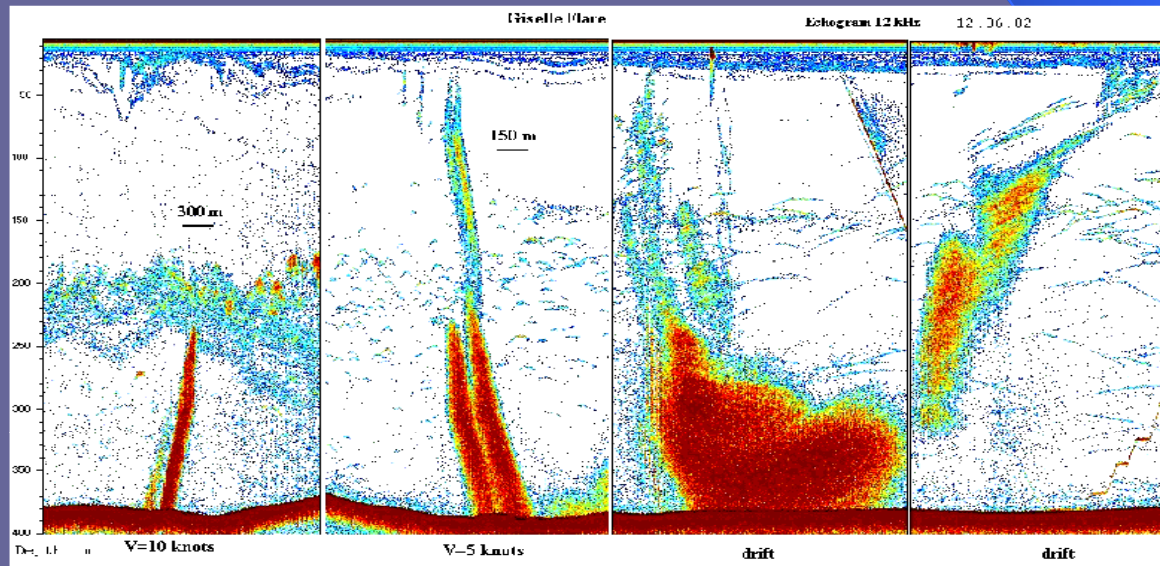 Giselle Flare
Echogram 12 kHz
12.06.02
100
150
200
250
300
350
400
300 m
150 m
V=10 knots
V=5 knots
drift
drift